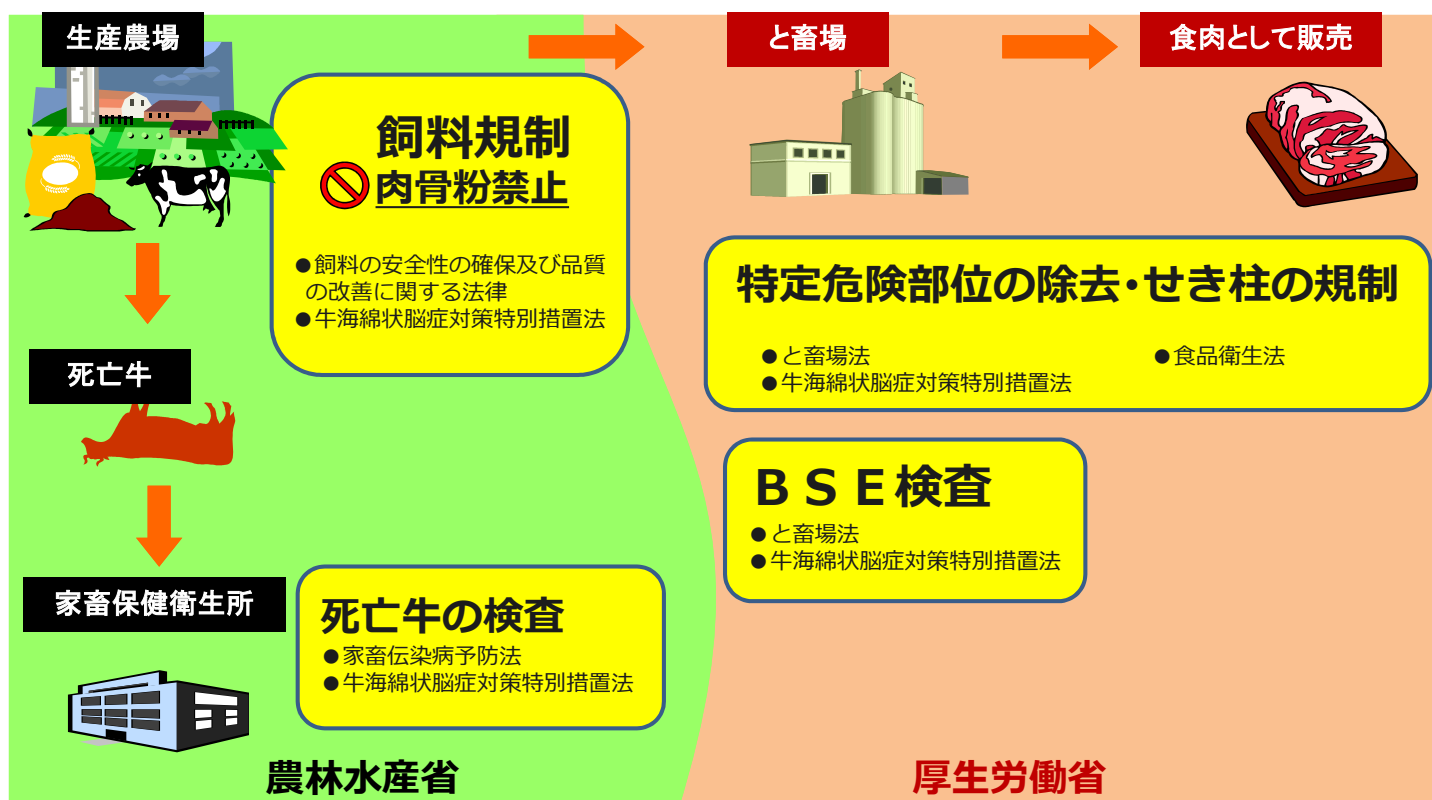 生産農場
と畜場
食肉として販売
飼料規制
肉骨粉禁止
●飼料の安全性の確保及び品質
の改善に関する法律
●牛海綿状脳症対策特別措置法
特定危険部位の除去・せき柱の規制
●と畜場法
●牛海綿状脳症対策特別措置法
●食品衛生法
死亡牛
ＢＳＥ検査
●と畜場法
●牛海綿状脳症対策特別措置法
家畜保健衛生所
死亡牛の検査
●家畜伝染病予防法
●牛海綿状脳症対策特別措置法
農林水産省
厚生労働省